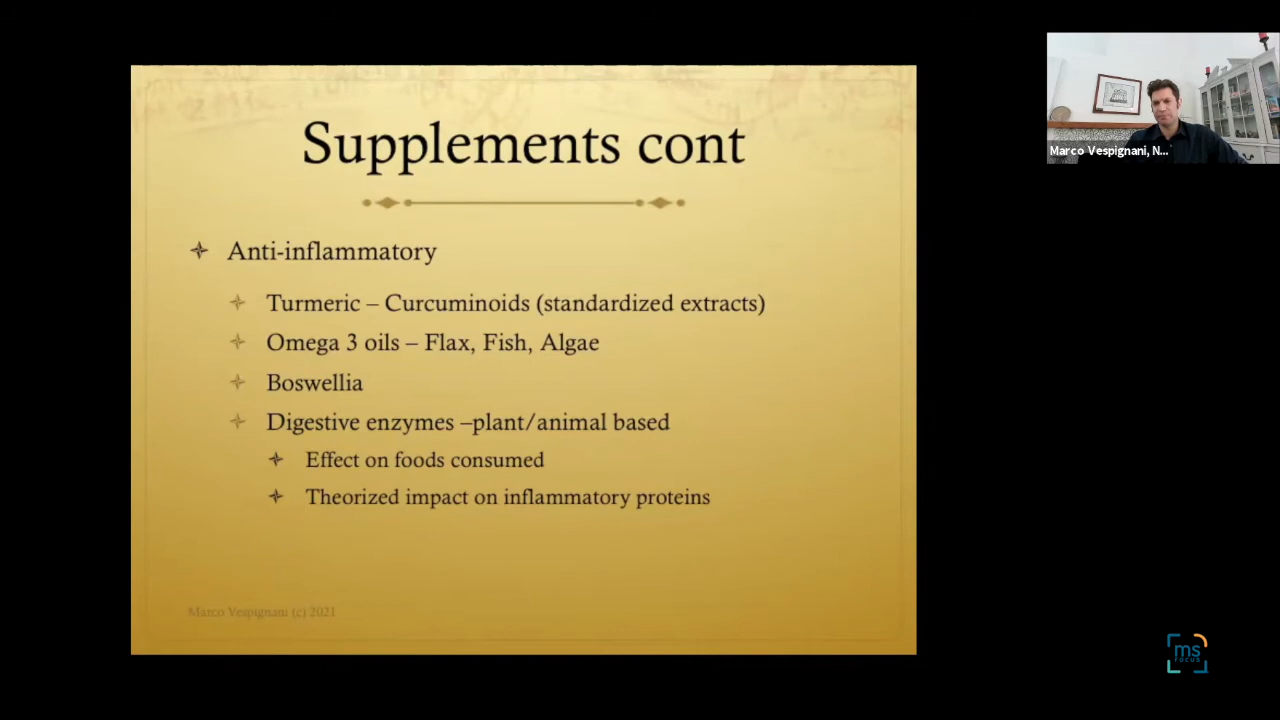 Supplements cont
Anti-inflammatory
Turmeric – Curcuminoids (standardized extracts)
Omega 3 oils – Flax, Fish, Algae
Boswellia
Digestive enzymes –plant/animal based
Effect on foods consumed
Theorized impact on inflammatory proteins
Marco Vespignani (c) 2021
Marco Vespignani, N...
ms
FOCUS